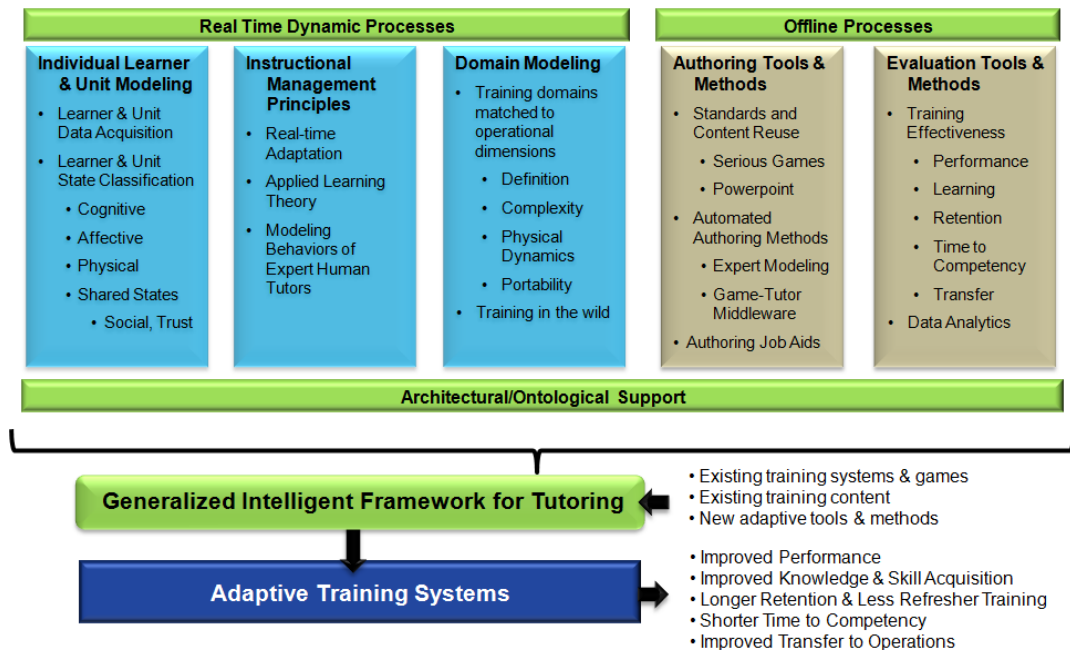 Real Time Dynamic Processes
Offline Processes
Individual Learner
& Unit Modeling
• Learner & Unit
Data Acquisition
• Learner & Unit
State Classification
• Cognitive
• Affective
• Physical
• Shared States
• Social, Trust
Instructional
Management
Principles
• Real-time
Adaptation
• Applied Learning
Theory
• Modeling
Behaviors of
Expert Human
Tutors
Domain Modeling
• Training domains
matched to
operational
dimensions
• Definition
• Complexity
• Physical
Dynamics
• Portability
• Training in the wild
Authoring Tools &
Methods
• Standards and
Content Reuse
• Serious Games
• Powerpoint
• Automated
Authoring Methods
• Expert Modeling
• Game-Tutor
Middleware
• Authoring Job Aids
Evaluation Tools &
Methods
• Training
Effectiveness
• Performance
• Learning
• Retention
• Time to
Competency
• Transfer
• Data Analytics
Architectural/Ontological Support
Generalized Intelligent Framework for Tutoring
• Existing training systems & games
• Existing training content
• New adaptive tools & methods
Adaptive Training Systems
• Improved Performance
• Improved Knowledge & Skill Acquisition
• Longer Retention & Less Refresher Training
• Shorter Time to Competency
• Improved Transfer to Operations